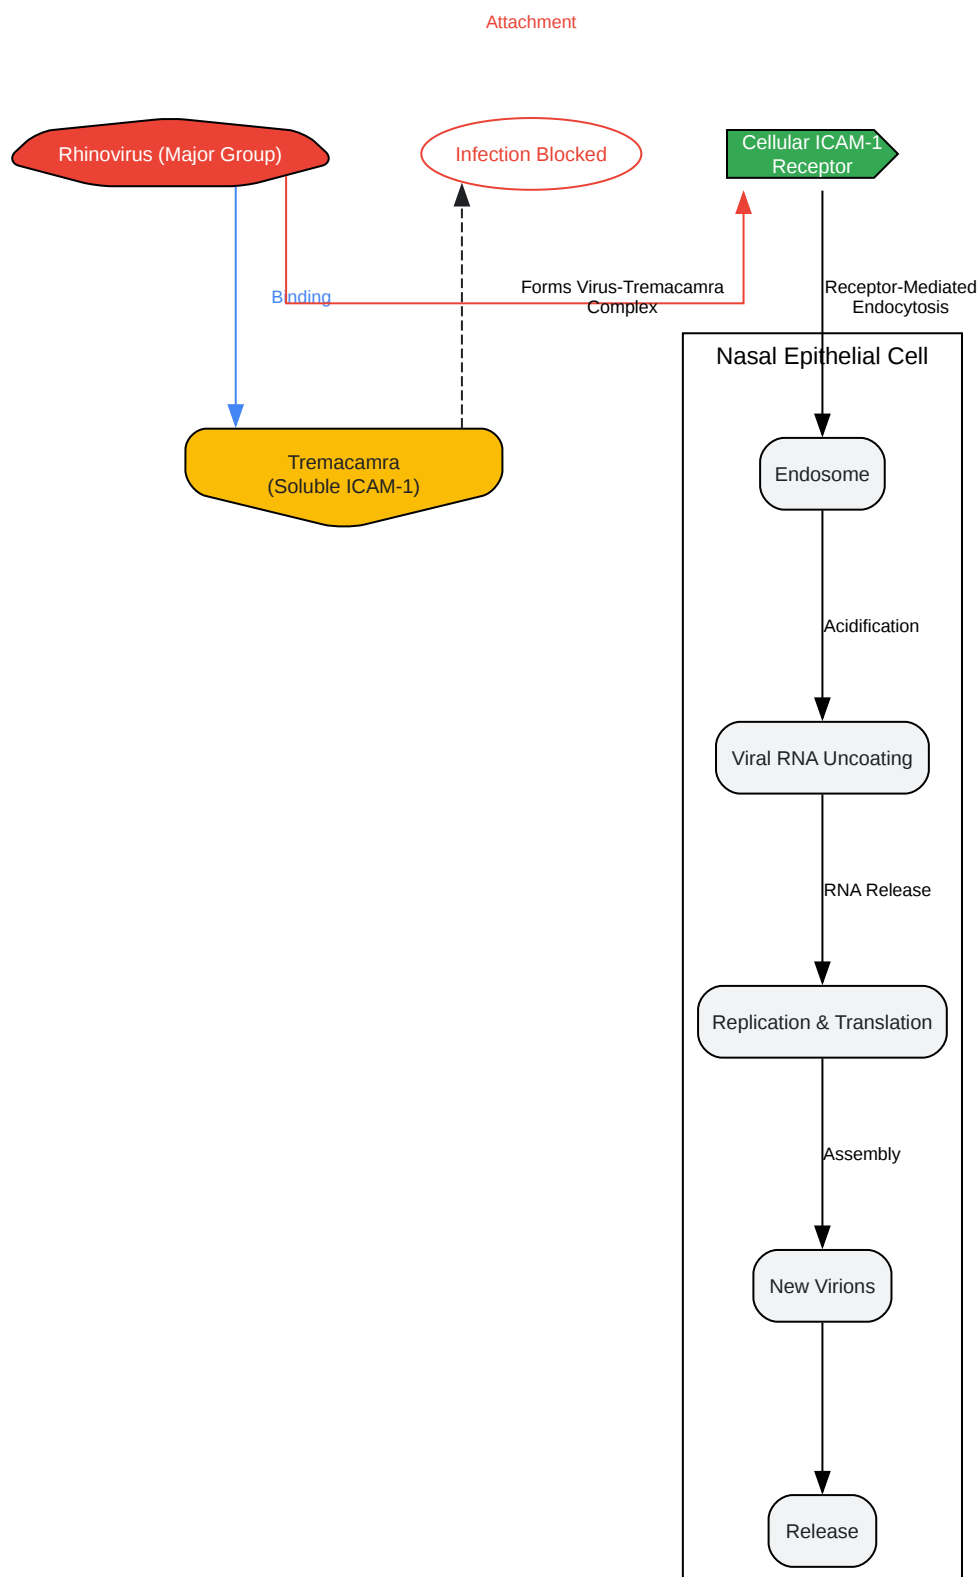 Attachment
Rhinovirus (Major Group)
Infection Blocked
Cellular ICAM-1
Receptor
Binding
Forms Virus-Tremacamra
Complex
Receptor-Mediated
Endocytosis
Nasal Epithelial Cell
Tremacamra
(Soluble ICAM-1)
Endosome
Acidification
Viral RNA Uncoating
RNA Release
Replication & Translation
Assembly
New Virions
Release